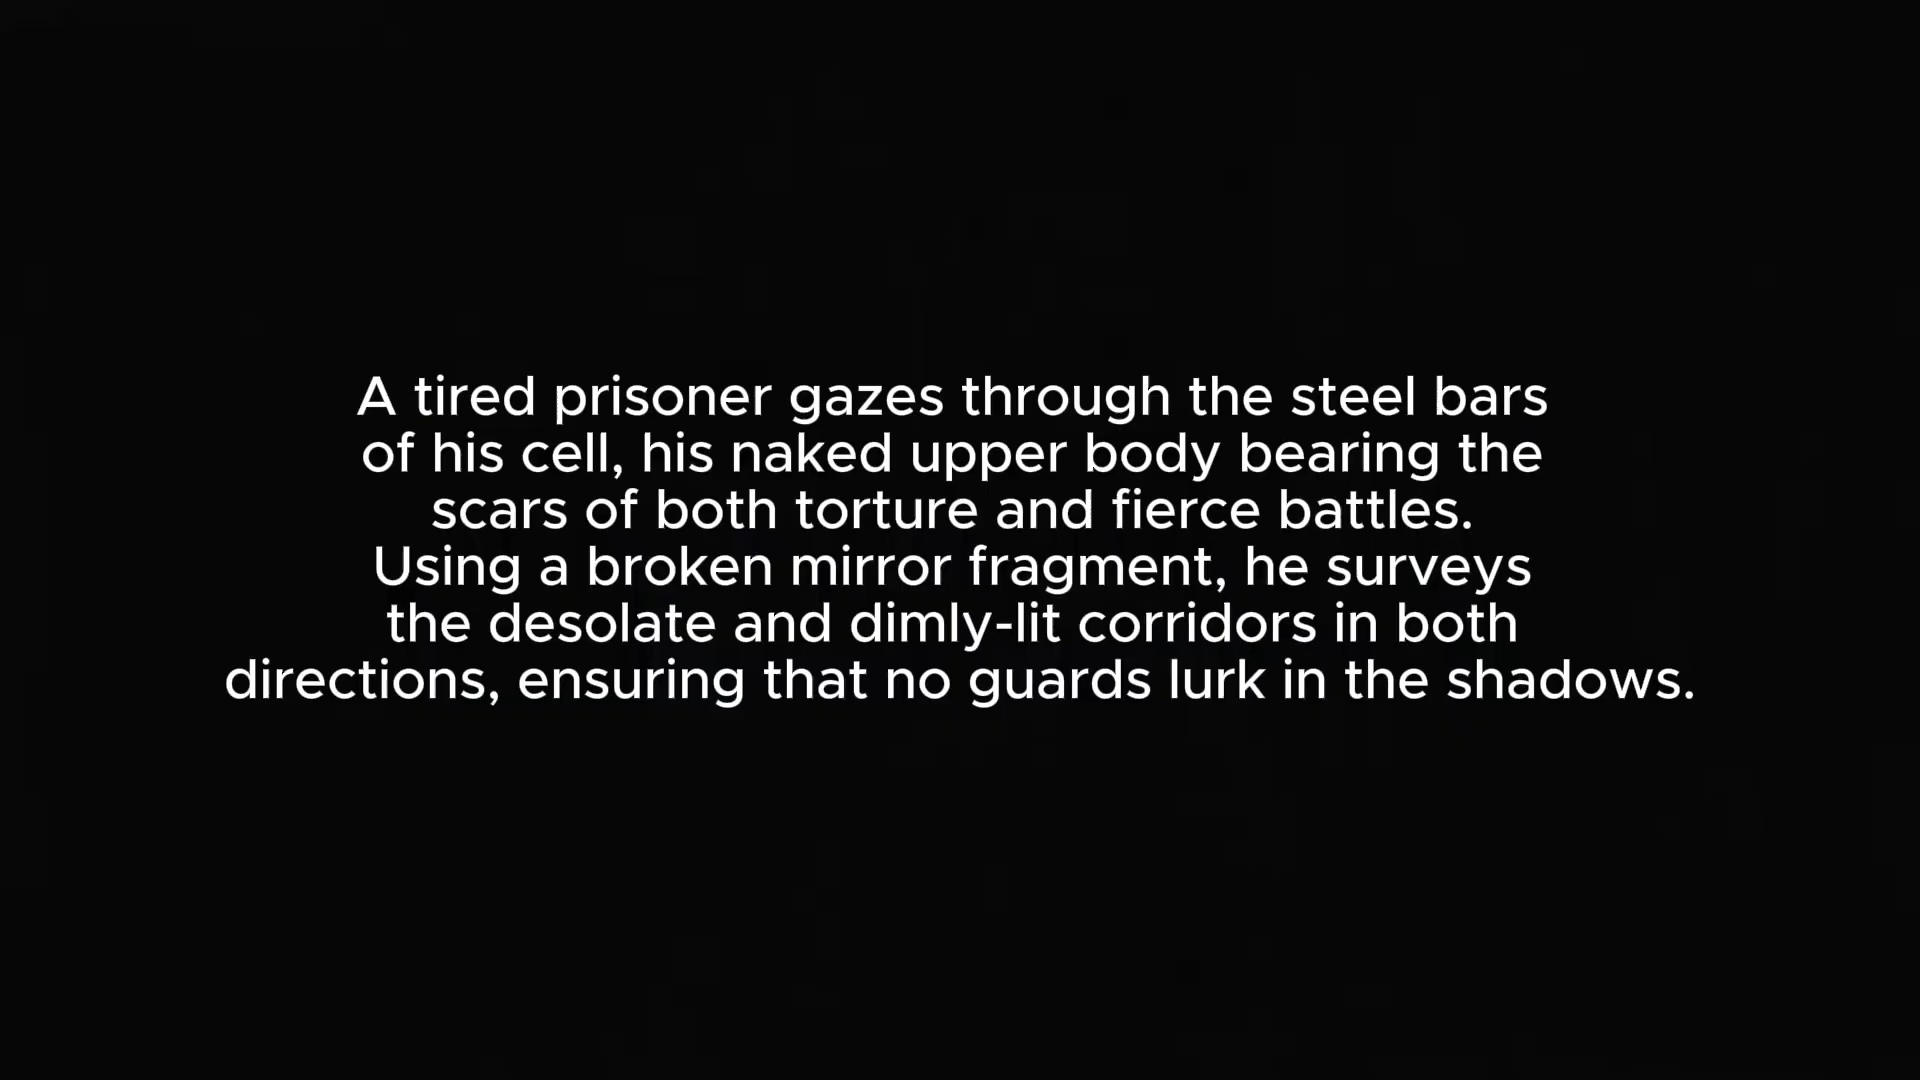 A tired prisoner gazes through the steel bars
of his cell, his naked upper body bearing the
scars of both torture and fierce battles.
Using a broken mirror fragment, he surveys
the desolate and dimly-lit corridors in both
directions, ensuring that no guards lurk in the shadows.